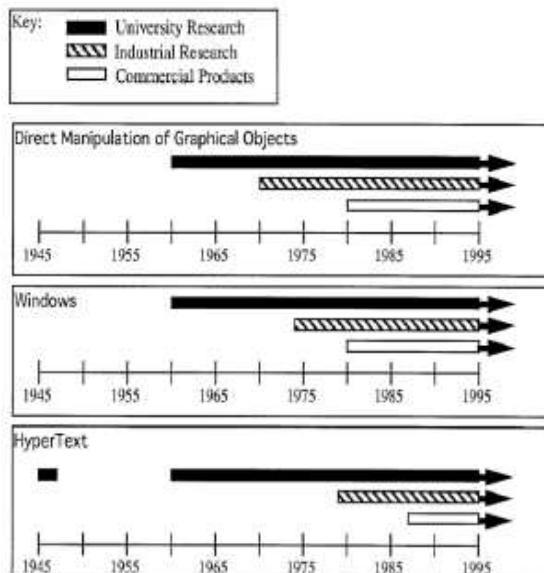 Key:
University Research
Industrial Research
Commercial Products
Direct Manipulation of Graphical Objects
1945 1955 1965 1975 1985 1995
Windows
1945 1955 1965 1975 1985 1995
HyperText
1945 1955 1965 1975 1985 1995